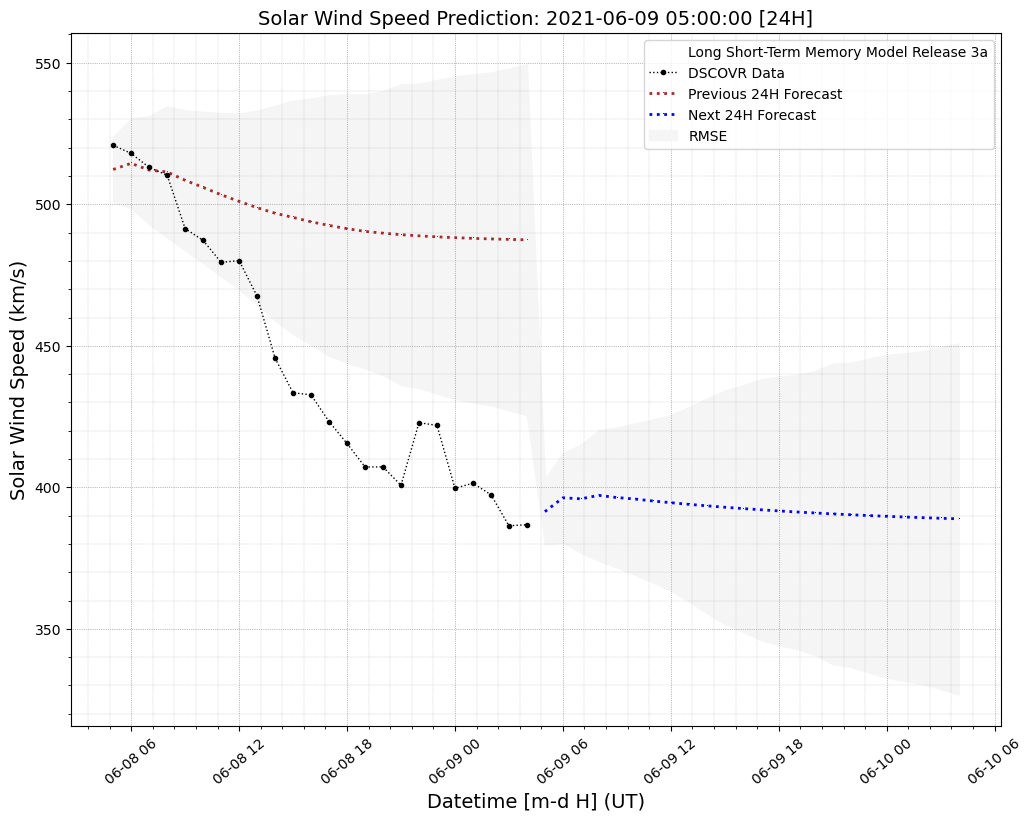 Solar Wind Speed Prediction: 2021-06-09 05:00:00 [24H]
Long Short-Term Memory Model Release 3a
DSCOVR Data
Previous 24H Forecast
Next 24H Forecast
RMSE
Solar Wind Speed (km/s)
550
500
450
400
350
06-08 06
06-08 12
06-08 18
06-09 00
06-09 06
06-09 12
06-09 18
06-10 00
06-10 06
Datetime [m-d H] (UT)